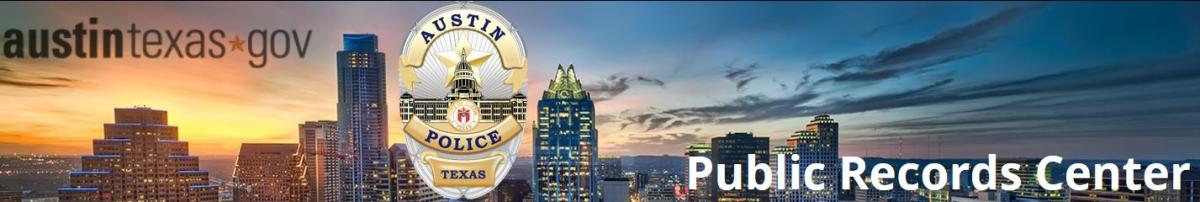 austintexas.gov
AUSTIN
POLICE
TEXAS
Public Records Center